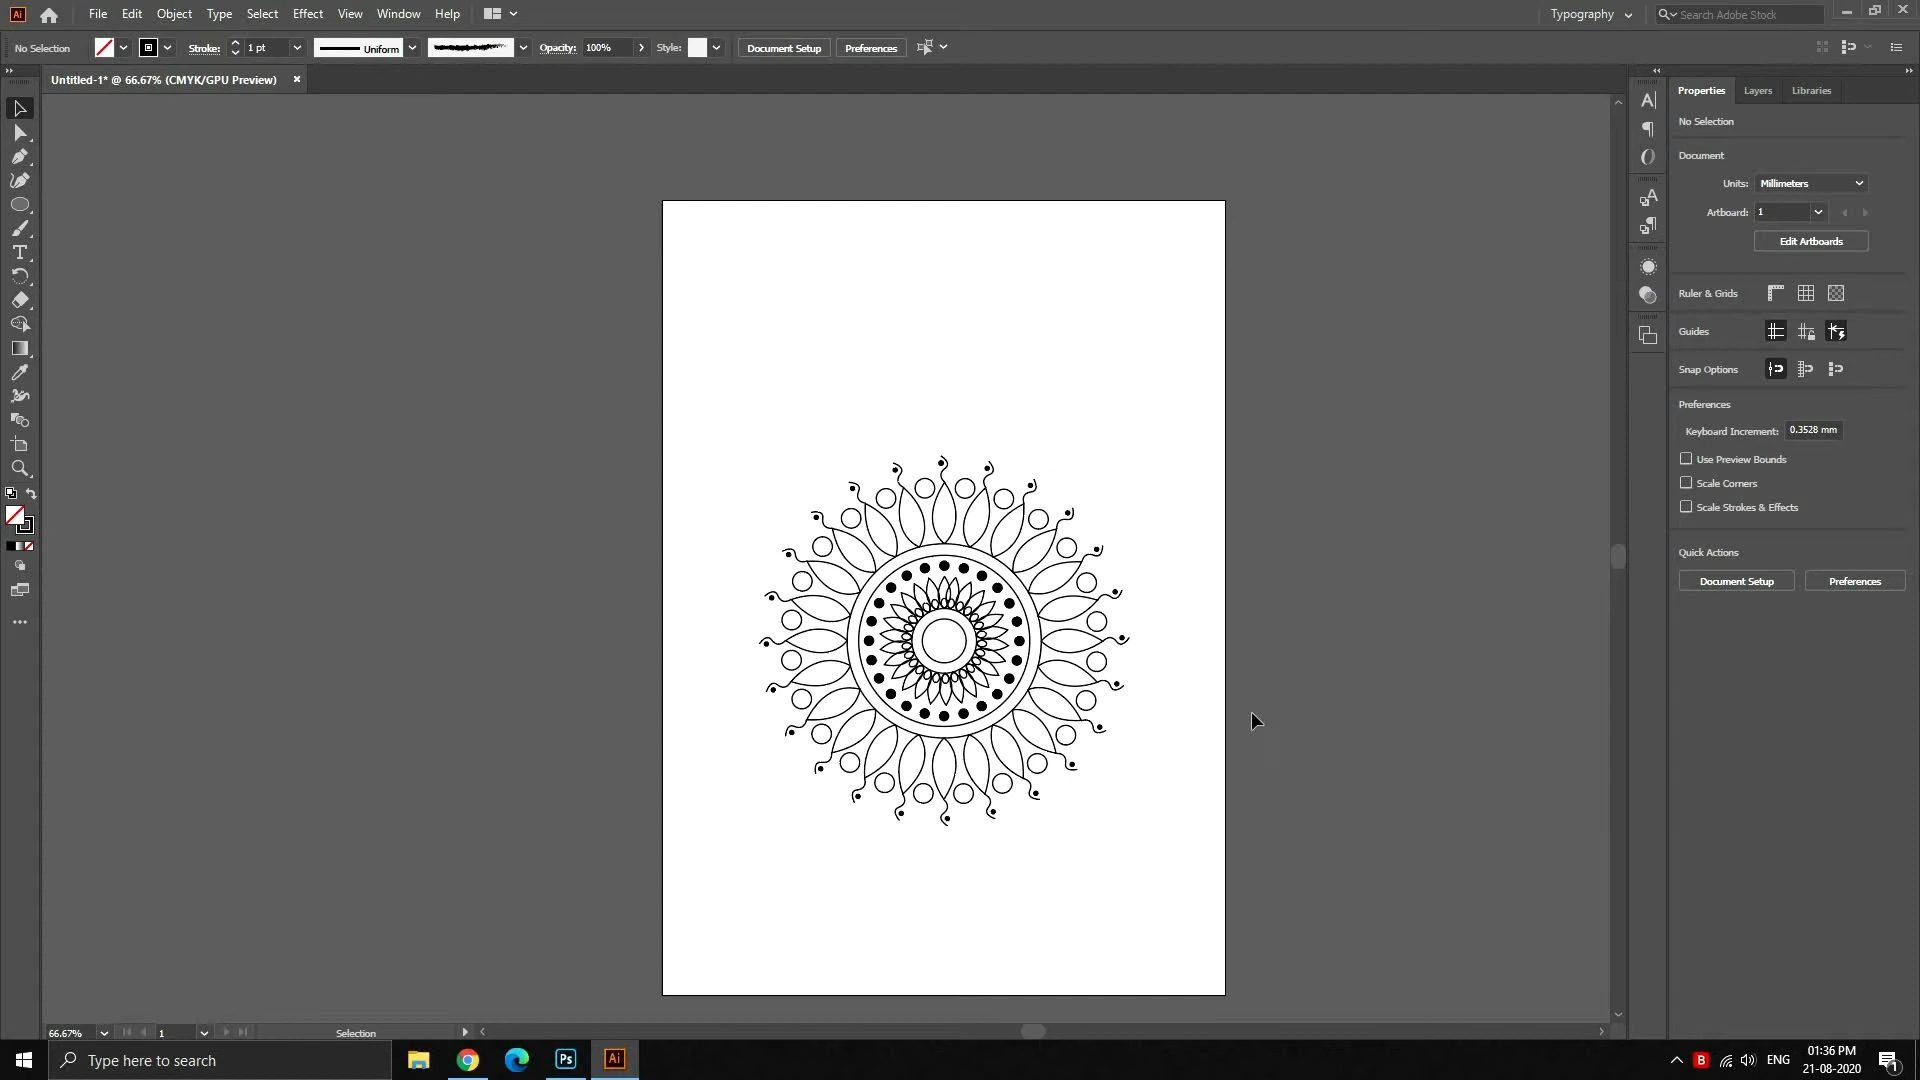 Ai File Edit Object Type Select Effect View Window Help Typography Search Adobe Stock
No Selection Stroke: 1 pt Uniform Opacity: 100% Style: Document Setup Preferences
Untitled-1* @ 66.67% (CMYK/GPU Preview)
Properties Layers Libraries
No Selection
Document
Units: Millimeters
Artboard: 1
Edit Artboards
Ruler & Grids
Guides
Snap Options
Preferences
Keyboard Increment: 0.3528 mm
Use Preview Bounds
Scale Corners
Scale Strokes & Effects
Quick Actions
Document Setup Preferences
66.67% 1 Selection
Type here to search Ps Ai B ENG 01:36 PM
21-08-2020 1